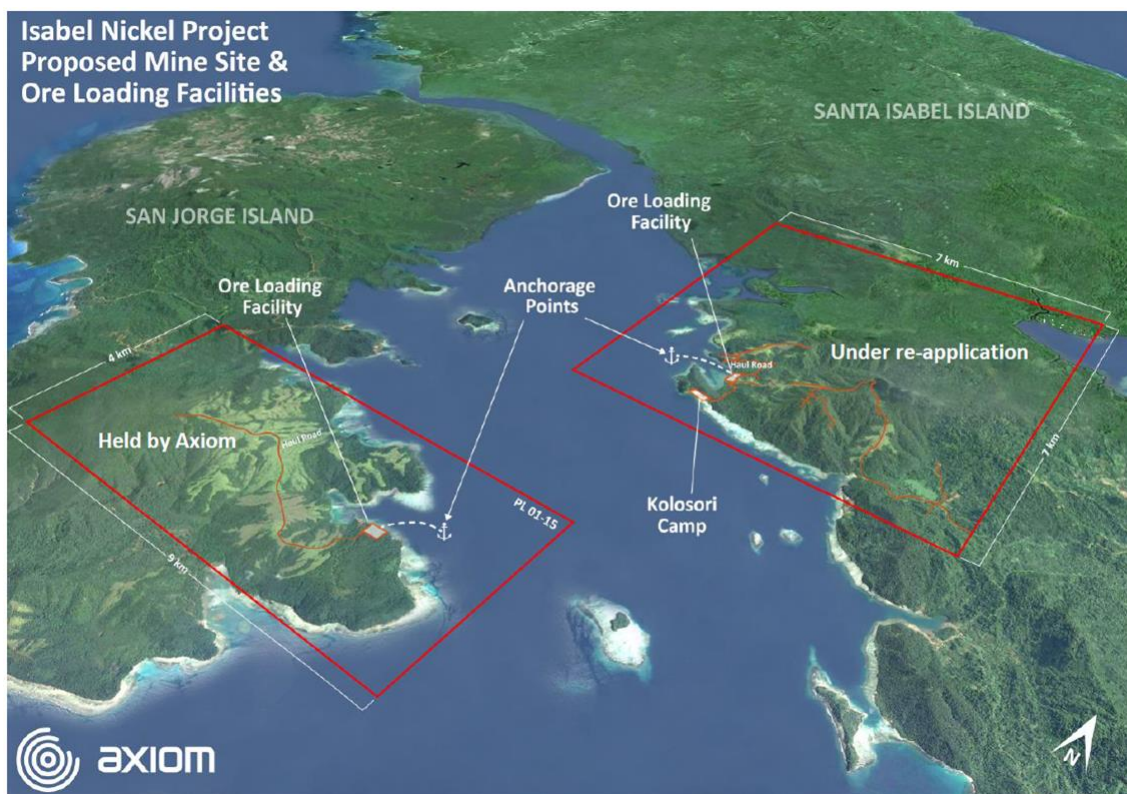 Isabel Nickel Project
Proposed Mine Site &
Ore Loading Facilities
SANTA ISABEL ISLAND
SAN JORGE ISLAND
Ore Loading
Facility
7 km
Ore Loading
Facility
Anchorage
Points
4 km
Under re-application
Haul Road
Held by Axiom
Haul Road
7 km
PL 01-15
Kolosori
Camp
9 km
axiom
N